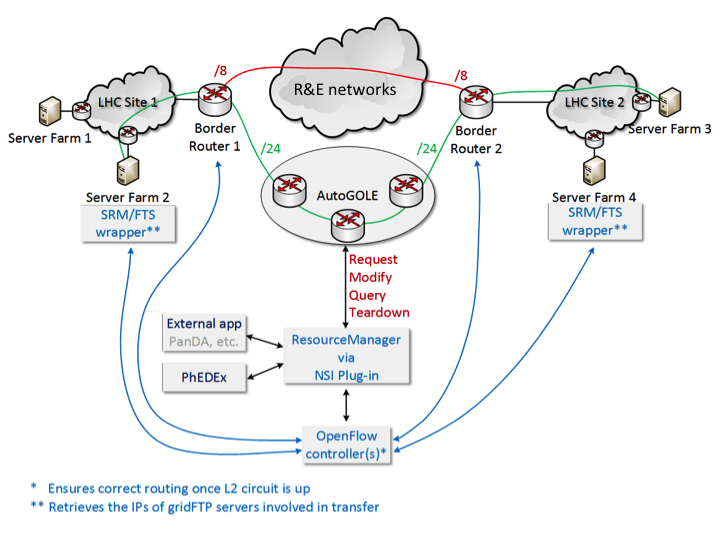 /8
R&E networks
/8
LHC Site 1
LHC Site 2
Server Farm 1
Border
Router 1
/24
/24
Border
Router 2
Server Farm 3
Server Farm 2
SRM/FTS
wrapper**
AutoGOLE
Server Farm 4
SRM/FTS
wrapper**
Request
Modify
Query
Teardown
External app
PanDA, etc.
ResourceManager
via
NSI Plug-in
PhEDEx
OpenFlow
controller(s)*
* Ensures correct routing once L2 circuit is up
** Retrieves the IPs of gridFTP servers involved in transfer